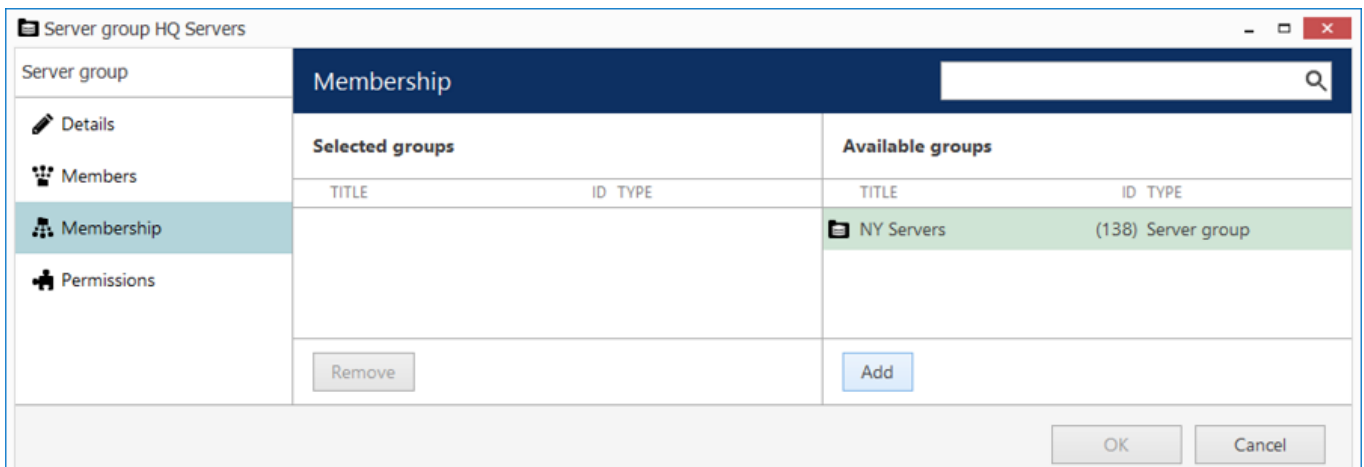 Server group HQ Servers
Server group
Membership
Details
Members
Membership
Permissions
Selected groups
TITLE ID TYPE
Remove
Available groups
TITLE ID TYPE
NY Servers (138) Server group
Add
OK Cancel